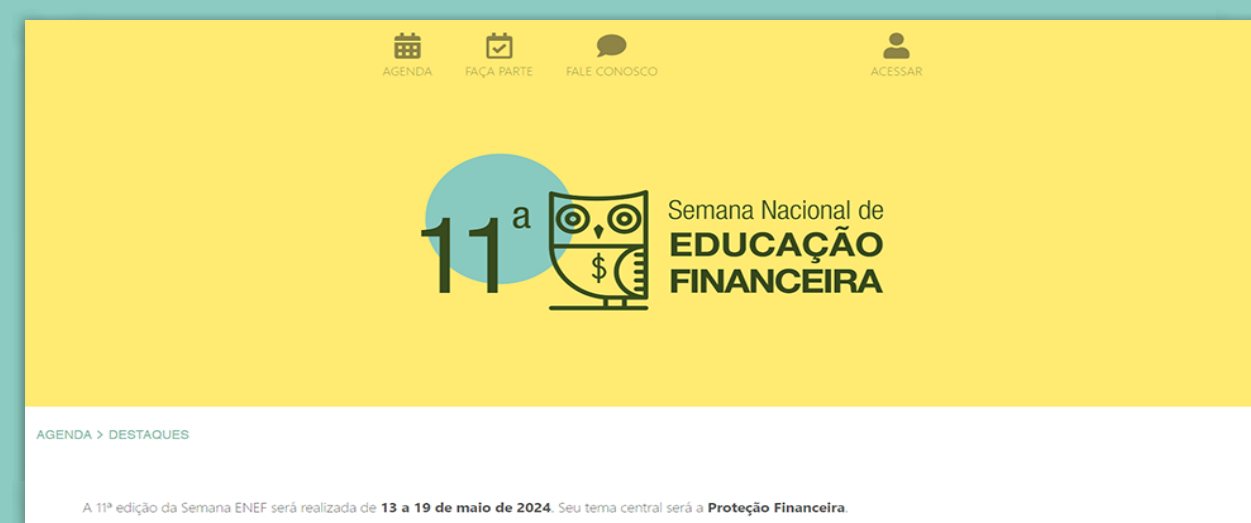 AGENDA FAÇA PARTE FALE CONOSCO ACESSAR
11ª
Semana Nacional de
EDUCAÇÃO
FINANCEIRA
$
AGENDA > DESTAQUES
A 11ª edição da Semana ENEF será realizada de 13 a 19 de maio de 2024. Seu tema central será a Proteção Financeira.